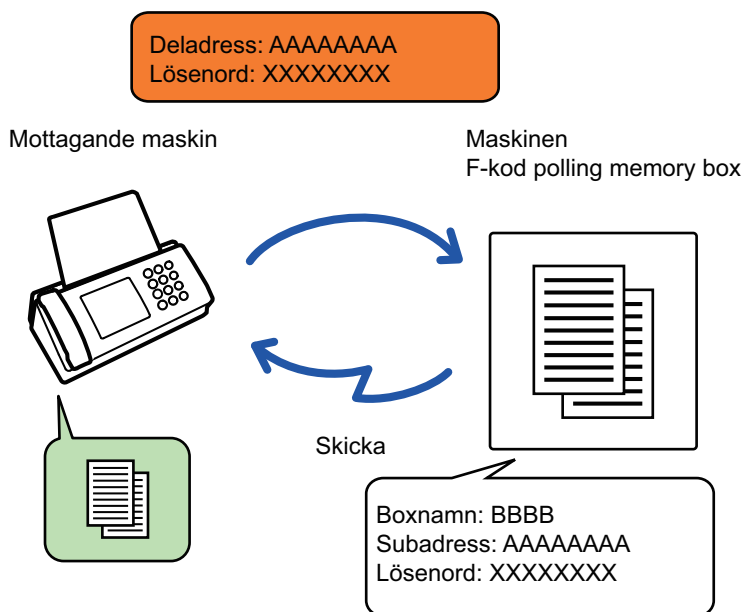 Deladress: AAAAAAAA
Lösenord: XXXXXXXX
Mottagande maskin
Maskinen
F-kod polling memory box
Skicka
Boxnamn: BBBB
Subadress: AAAAAAAA
Lösenord: XXXXXXXX